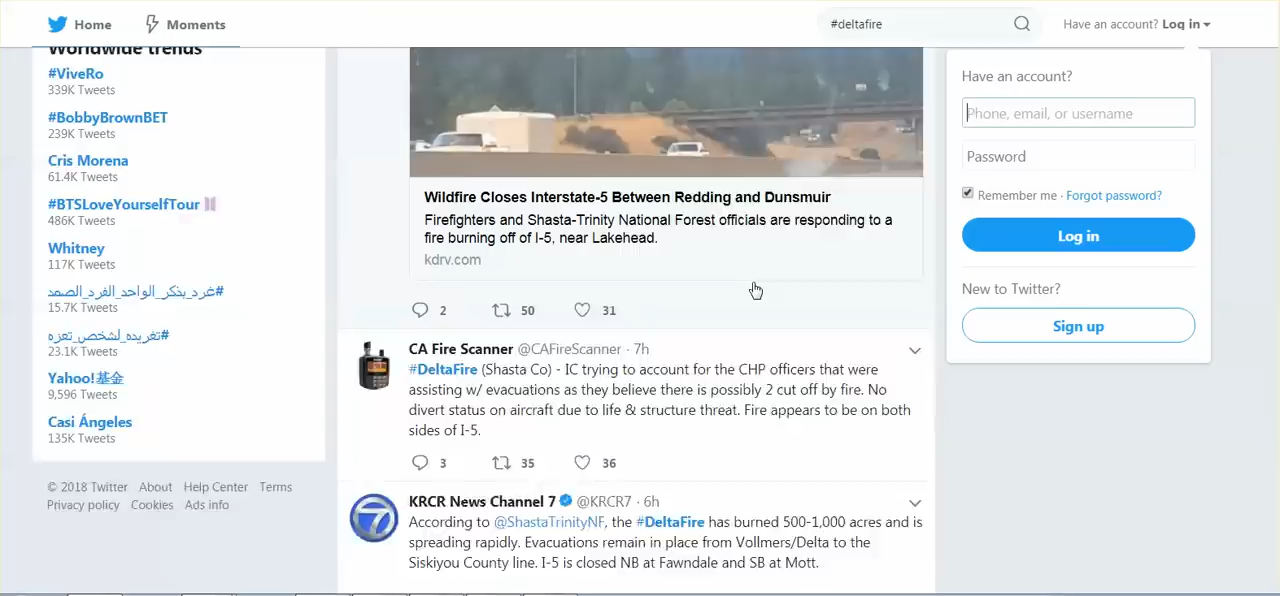 Home
Moments
#deltafire
Have an account? Log in
Worldwide trends
#ViveRo
339K Tweets
#BobbyBrownBET
239K Tweets
Cris Morena
61.4K Tweets
#BTSLoveYourselfTour
486K Tweets
Whitney
117K Tweets
#غرد_بذكر_الواحد_الفرد_الصمد
15.7K Tweets
#تغريده_لشخص_تعزه
23.1K Tweets
Yahoo!基金
9,596 Tweets
Casi Ángeles
135K Tweets
© 2018 Twitter About Help Center Terms
Privacy policy Cookies Ads info
Wildfire Closes Interstate-5 Between Redding and Dunsmuir
Firefighters and Shasta-Trinity National Forest officials are responding to a
fire burning off of I-5, near Lakehead.
kdrv.com
2 50 31
CA Fire Scanner @CAFireScanner · 7h
#DeltaFire (Shasta Co) - IC trying to account for the CHP officers that were
assisting w/ evacuations as they believe there is possibly 2 cut off by fire. No
divert status on aircraft due to life & structure threat. Fire appears to be on both
sides of I-5.
3 35 36
KRCR News Channel 7 @KRCR7 · 6h
According to @ShastaTrinityNF, the #DeltaFire has burned 500-1,000 acres and is
spreading rapidly. Evacuations remain in place from Vollmers/Delta to the
Siskiyou County line. I-5 is closed NB at Fawndale and SB at Mott.
Have an account?
Phone, email, or username
Password
Remember me · Forgot password?
Log in
New to Twitter?
Sign up